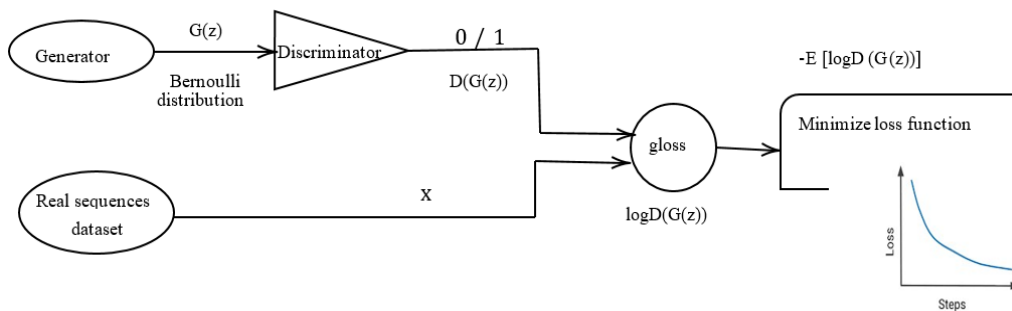 G(z)
Generator
Bernoulli
distribution
Discriminator
0 / 1
D(G(z))
-E [logD (G(z))]
Minimize loss function
gloss
logD(G(z))
Real sequences
dataset
X
Loss
Steps